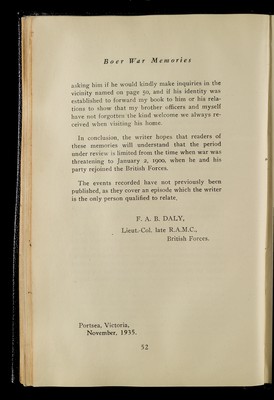 Boer War Memories
asking him if he would kindly make inquiries in the
vicinity named on page 50, and if his identity was
established to forward my book to him or his rela-
tions to show that my brother officers and myself
have not forgotten the kind welcome we always re-
ceived when visiting his home.
In conclusion, the writer hopes that readers of
these memories will understand that the period
under review is limited from the time when war was
threatening to January 2, 1900, when he and his
party rejoined the British Forces.
The events recorded have not previously been
published, as they cover an episode which the writer
is the only person qualified to relate.
F. A. B. DALY,
Lieut.-Col. late R.A.M.C.,
British Forces.
Portsea, Victoria,
November, 1935.
52